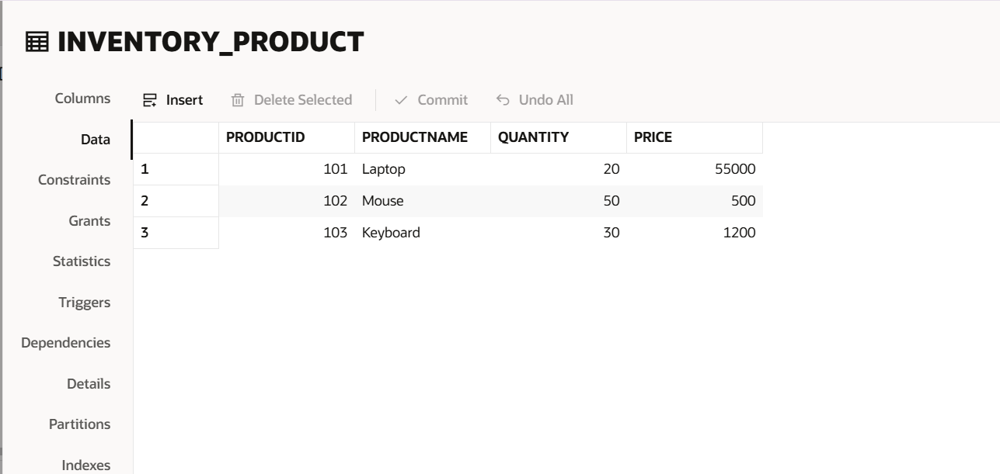 INVENTORY_PRODUCT
Columns
Insert Delete Selected Commit Undo All
Data
PRODUCTID PRODUCTNAME QUANTITY PRICE
1 101 Laptop 20 55000
Constraints
2 102 Mouse 50 500
Grants
3 103 Keyboard 30 1200
Statistics
Triggers
Dependencies
Details
Partitions
Indexes